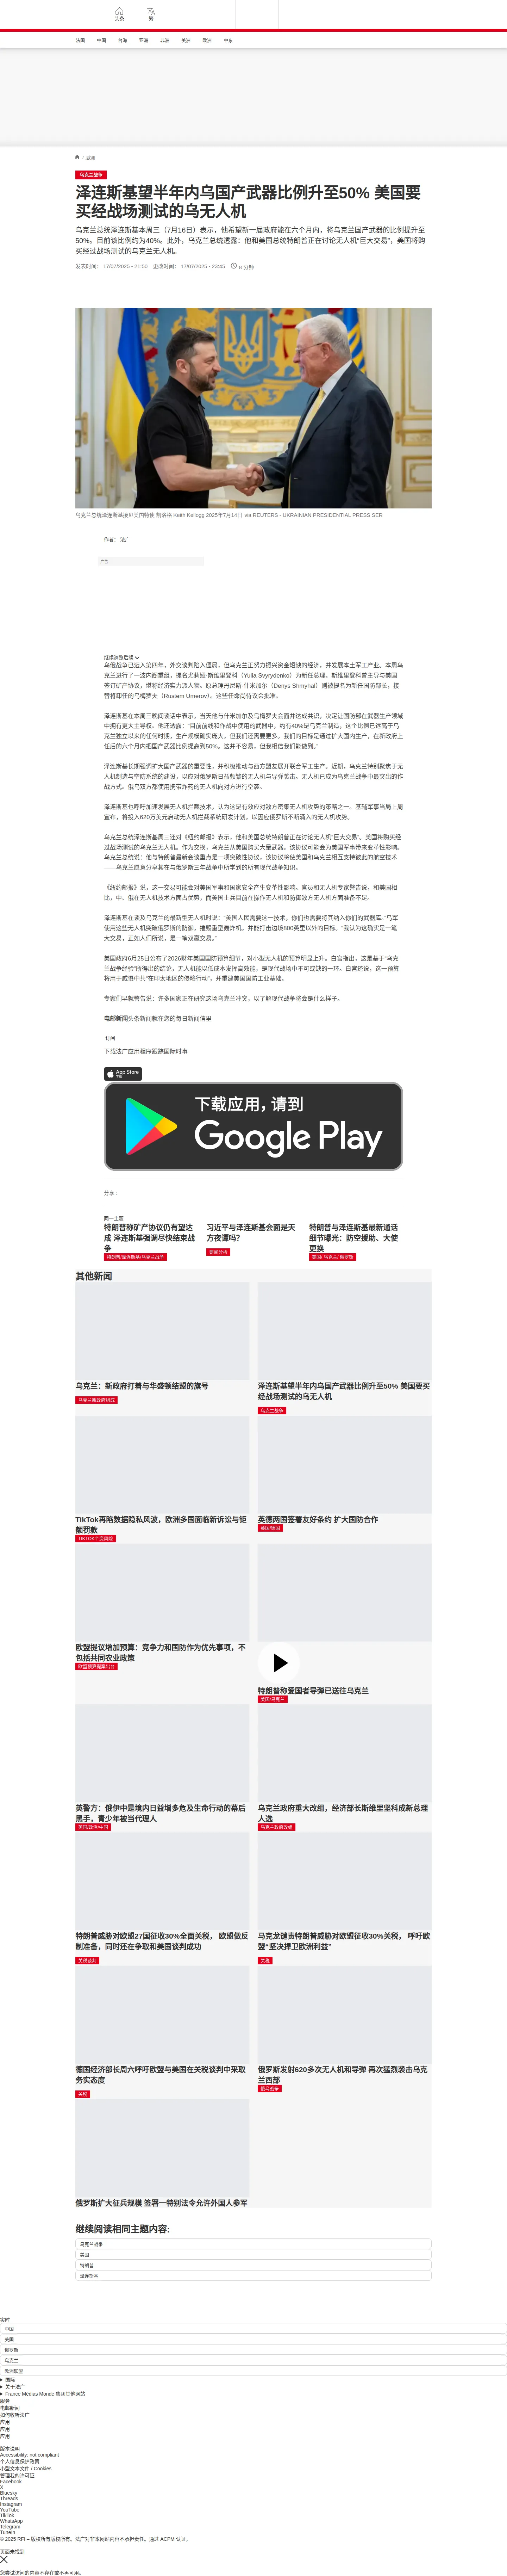 头条
繁
法国
中国
台海
亚洲
非洲
美洲
欧洲
中东
/ 欧洲
乌克兰战争
泽连斯基望半年内乌国产武器比例升至50% 美国要
买经战场测试的乌无人机
乌克兰总统泽连斯基本周三（7月16日）表示，他希望新一届政府能在六个月内，将乌克兰国产武器的比例提升至
50%。目前该比例约为40%。此外，乌克兰总统透露：他和美国总统特朗普正在讨论无人机“巨大交易”，美国将购
买经过战场测试的乌克兰无人机。
发表时间： 17/07/2025 - 21:50 更改时间： 17/07/2025 - 23:45 6 分钟
乌克兰总统泽连斯基接见美国特使 凯洛格 Keith Kellogg 2025年7月14日 via REUTERS - UKRAINIAN PRESIDENTIAL PRESS SER
作者： 法广
广告
继续浏览后续
乌俄战争已迈入第四年，外交谈判陷入僵局，但乌克兰正努力振兴资金短缺的经济，并发展本土军工产业。本周乌
克兰进行了一波内阁重组，提名尤莉娅·斯维里登科（Yulia Svyrydenko）为新任总理。斯维里登科曾主导与美国
签订矿产协议，堪称经济实力派人物。原总理丹尼斯·什米加尔（Denys Shmyhal）则被提名为新任国防部长，接
替将卸任的乌梅罗夫（Rustem Umerov）。这些任命尚待议会批准。
泽连斯基在本周三晚间谈话中表示，当天他与什米加尔及乌梅罗夫会面并达成共识，决定让国防部在武器生产领域
中拥有更大主导权。他还透露：“目前前线和作战中使用的武器中，约有40%是乌克兰制造，这个比例已远高于乌克
兰独立以来的任何时期，生产规模确实庞大，但我们还需要更多。我们的目标是通过扩大国内生产，在新政府上
任后的六个月内把国产武器比例提高到50%。这并不容易，但我相信我们能做到。”
泽连斯基长期强调扩大国产武器的重要性，并积极推动与西方盟友展开联合军工生产。近期，乌克兰特别聚焦于无
人机制造与空防系统的建设，以应对俄罗斯日益频繁的无人机与导弹袭击。无人机已成为乌克兰战争中最突出的作
战方式。俄乌双方都使用携带炸药的无人机向对方进行空袭。
泽连斯基也呼吁加速发展无人机拦截技术，认为这是有效应对敌方密集无人机攻势的策略之一。基辅军事当局上周
宣布，将投入620万美元启动无人机拦截系统研发计划，以因应俄罗斯不断涌入的无人机攻势。
乌克兰总统泽连斯基周三还对《纽约邮报》表示，他和美国总统特朗普正在讨论无人机“巨大交易”，美国将购买经
过战场测试的乌克兰无人机。作为交换，乌克兰从美国购买大量武器。该协议可能会为美国军事带来变革性影响。
乌克兰总统说：他与特朗普最新会谈重点是一项突破性协议，该协议将使美国和乌克兰相互支持彼此的航空技术
——乌克兰愿意分享其在与俄罗斯三年战争中所学到的所有现代战争知识。
《纽约邮报》说，这一交易可能会对美国军事和国家安全产生变革性影响。官员和无人机专家警告说，和美国相
比，中、俄在无人机技术方面占优势，而美国士兵目前在操作无人机和防御敌方无人机方面准备不足。
泽连斯基在谈及乌克兰的最新型无人机时说：“美国人民需要这一技术，你们也需要将其纳入你们的武器库。”乌军
使用这些无人机突破俄罗斯的防御，摧毁重型轰炸机，并能打击边境800英里以外的目标。“我认为这确实是一笔
大交易，正如人们所说，是一笔双赢交易。”
美国政府6月25日公布了2026财年美国国防预算细节，对小型无人机的预算明显上升。白宫指出，这是基于“乌克
兰战争经验”所得出的结论，无人机能以低成本发挥高效能，是现代战场中不可或缺的一环。白宫还说，这一预算
将用于威慑中共“在印太地区的侵略行动”，并重建美国国防工业基础。
专家们早就警告说：许多国家正在研究这场乌克兰冲突，以了解现代战争将会是什么样子。
电邮新闻头条新闻就在您的每日新闻信里
订阅
下载法广应用程序跟踪国际时事
App Store
下载应用，请到
Google Play
分享 :
同一主题
特朗普称矿产协议仍有望达
成 泽连斯基强调尽快结束战
争
特朗普/泽连斯基/乌克兰战争
习近平与泽连斯基会面是天
方夜谭吗？
要闻分析
特朗普与泽连斯基最新通话
细节曝光：防空援助、大使
更换
美国/ 乌克兰/ 俄罗斯
其他新闻
乌克兰：新政府打着与华盛顿结盟的旗号
乌克兰新政府组成
泽连斯基望半年内乌国产武器比例升至50% 美国要买
经战场测试的乌无人机
乌克兰战争
TikTok再陷数据隐私风波，欧洲多国面临新诉讼与钜
额罚款
TIKTOK个资风险
英德两国签署友好条约 扩大国防合作
英国/德国
欧盟提议增加预算：竞争力和国防作为优先事项，不
包括共同农业政策
欧盟预算提案出台
特朗普称爱国者导弹已送往乌克兰
美国/乌克兰
英警方：俄伊中是境内日益增多危及生命行动的幕后
黑手，青少年被当代理人
英国/政治/中国
乌克兰政府重大改组，经济部长斯维里坚科成新总理
人选
乌克兰政府改组
特朗普威胁对欧盟27国征收30%全面关税， 欧盟做反
制准备，同时还在争取和美国谈判成功
关税谈判
马克龙谴责特朗普威胁对欧盟征收30%关税， 呼吁欧
盟“坚决捍卫欧洲利益”
关税
德国经济部长周六呼吁欧盟与美国在关税谈判中采取
务实态度
关税
俄罗斯发射620多次无人机和导弹 再次猛烈袭击乌克
兰西部
俄乌战争
俄罗斯扩大征兵规模 签署一特别法令允许外国人参军
继续阅读相同主题内容:
乌克兰战争
美国
特朗普
泽连斯基
实时
中国
美国
俄罗斯
乌克兰
欧洲联盟
国际
关于法广
France Médias Monde 集团其他网站
服务
电邮新闻
如何收听法广
应用
应用
应用
版本说明
Accessibility: not compliant
个人信息保护政策
小型文本文件 / Cookies
管理我的许可证
Facebook
X
Bluesky
Threads
Instagram
YouTube
TikTok
WhatsApp
Telegram
TuneIn
© 2025 RFI – 版权所有版权所有。法广对非本网站内容不承担责任。通过 ACPM 认证。
页面未找到
您尝试访问的内容不存在或不再可用。